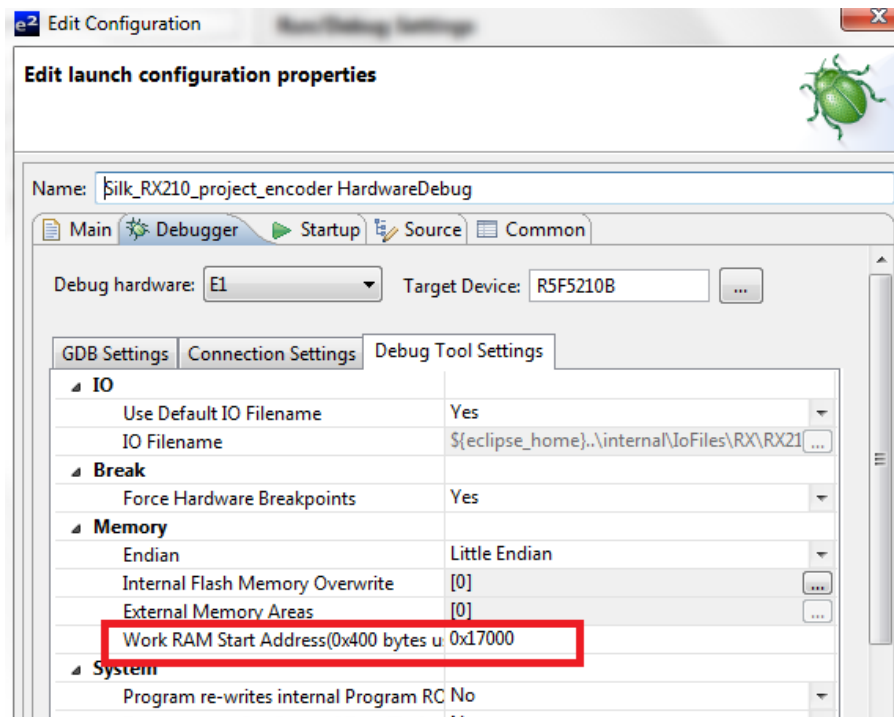 e² Edit Configuration
Edit launch configuration properties
Name: Silk_RX210_project_encoder HardwareDebug
Main Debugger Startup Source Common
Debug hardware: E1 Target Device: R5F5210B ...
GDB Settings Connection Settings Debug Tool Settings
IO
Use Default IO Filename Yes
IO Filename ${eclipse_home}..\internal\IoFiles\RX\RX21 ...
Break
Force Hardware Breakpoints Yes
Memory
Endian Little Endian
Internal Flash Memory Overwrite [0] ...
External Memory Areas [0] ...
Work RAM Start Address(0x400 bytes u 0x17000
System
Program re-writes internal Program RO No